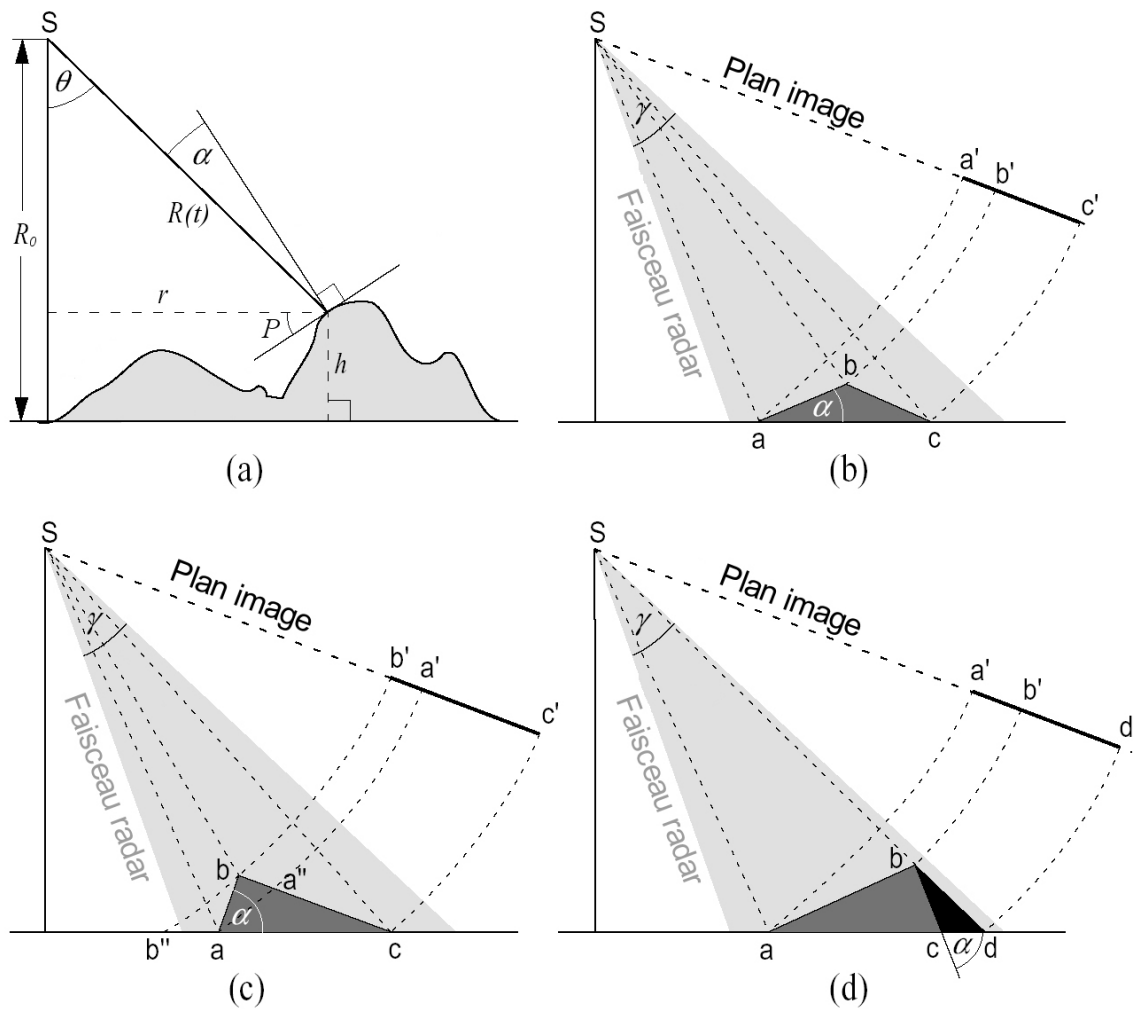 S
θ
α
R(t)
R₀
r
P
h
(a)
S
Plan image
γ
a'
b'
c'
Faisceau radar
b
α
a
c
(b)
S
Plan image
γ
b'
a'
c'
Faisceau radar
b
a"
α
b"
a
c
(c)
S
Plan image
γ
a'
b'
d'
Faisceau radar
b
a
c
α
d
(d)